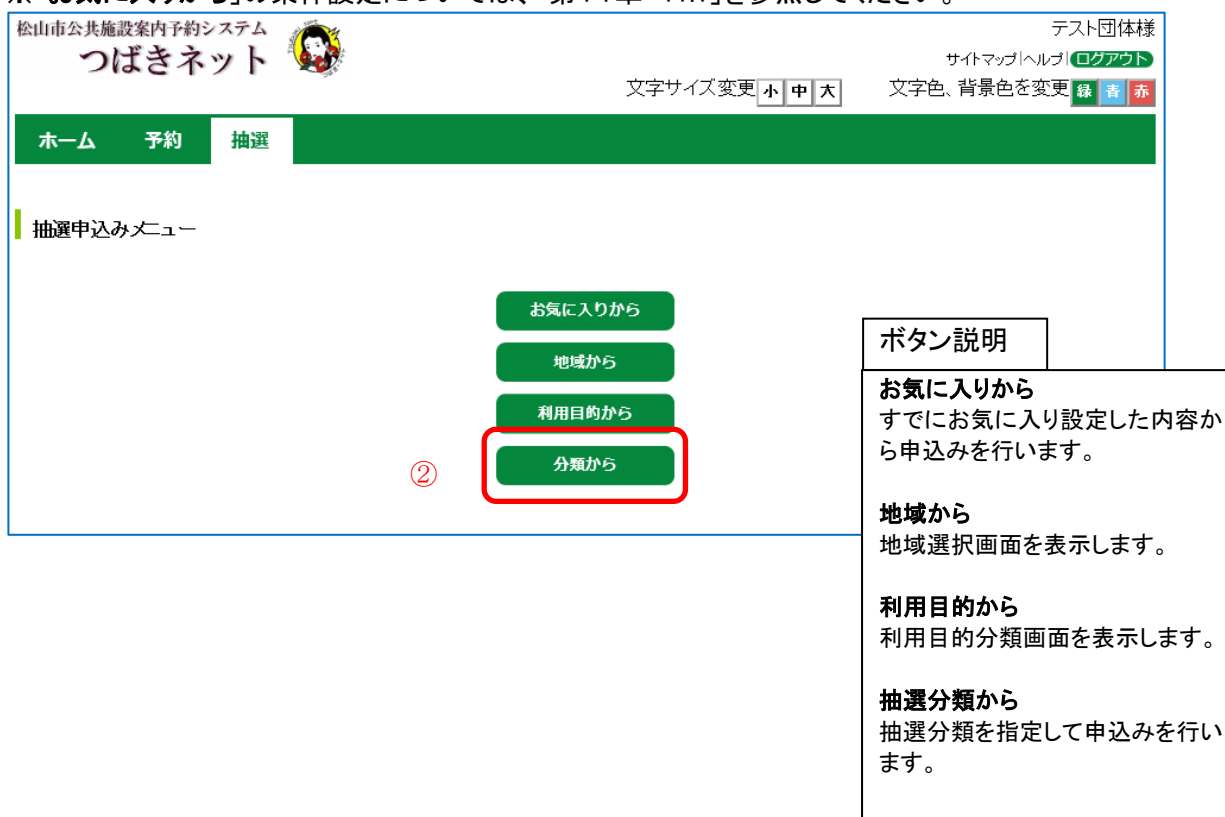 松山市公共施設案内予約システム
つばきネット
テスト団体様
サイトマップ|ヘルプ|ログアウト
文字サイズ変更 小 中 大 文字色、背景色を変更 緑 青 赤
ホーム 予約 抽選
抽選申込みメニュー
お気に入りから
地域から
利用目的から
② 分類から
ボタン説明
お気に入りから
すでにお気に入り設定した内容か
ら申込みを行います。
地域から
地域選択画面を表示します。
利用目的から
利用目的分類画面を表示します。
抽選分類から
抽選分類を指定して申込みを行い
ます。